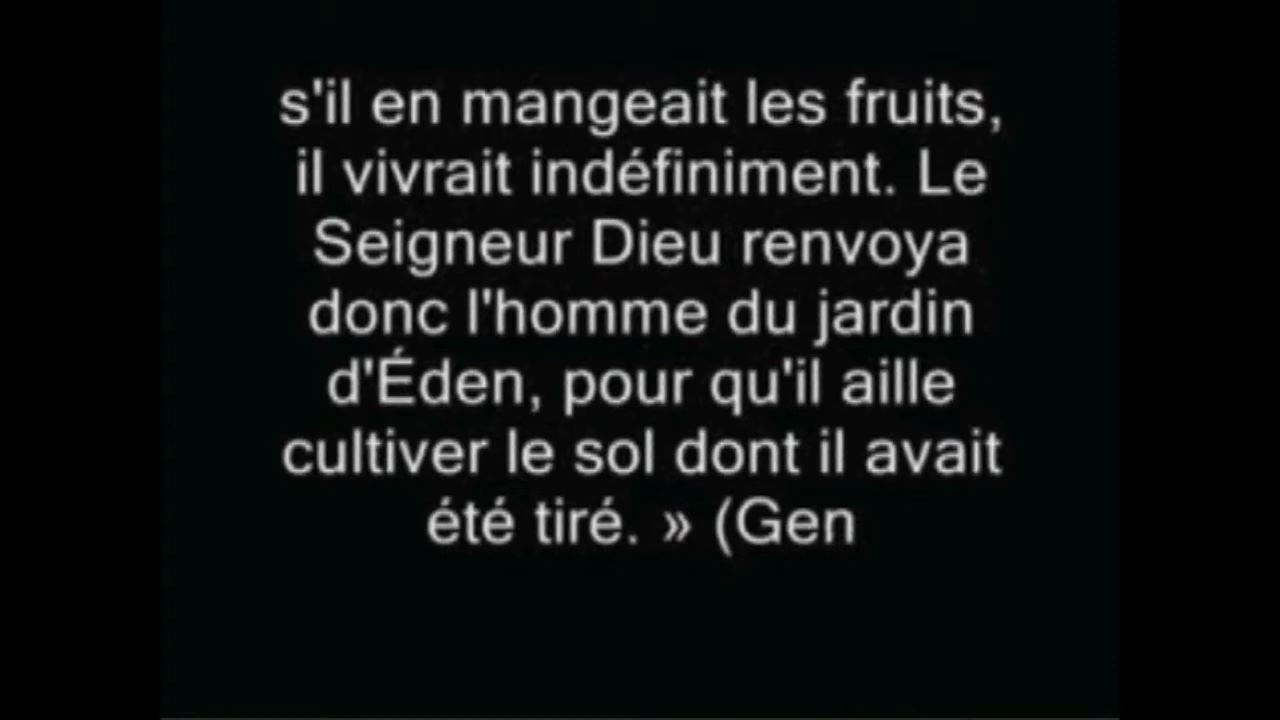 s'il en mangeait les fruits,
il vivrait indéfiniment. Le
Seigneur Dieu renvoya
donc l'homme du jardin
d'Éden, pour qu'il aille
cultiver le sol dont il avait
été tiré. » (Gen